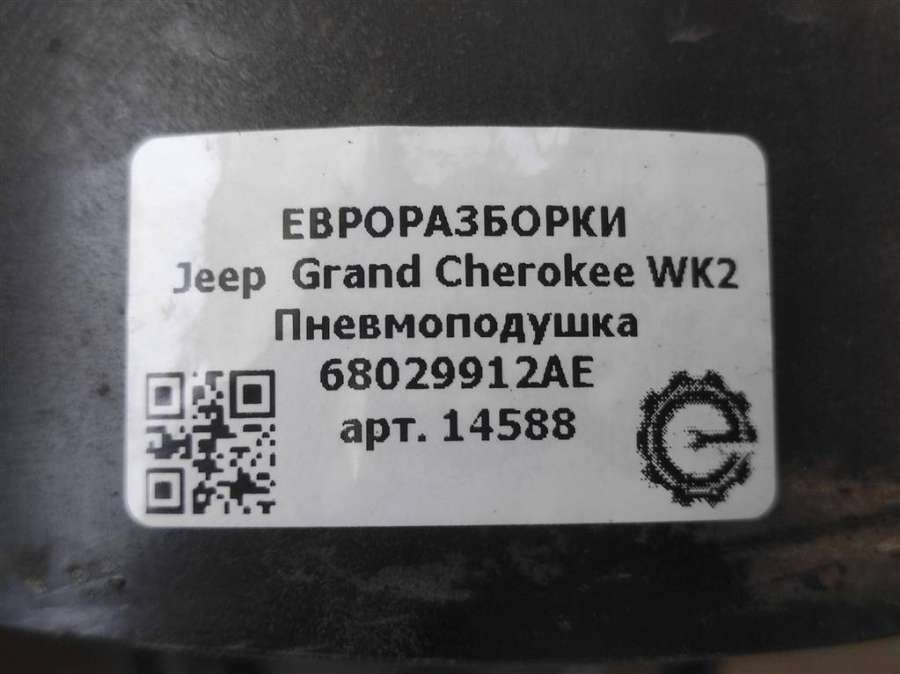 ЕВРОРАЗБОРКИ
Jeep Grand Cherokee WK2
Пневмоподушка
68029912AE
арт. 14588